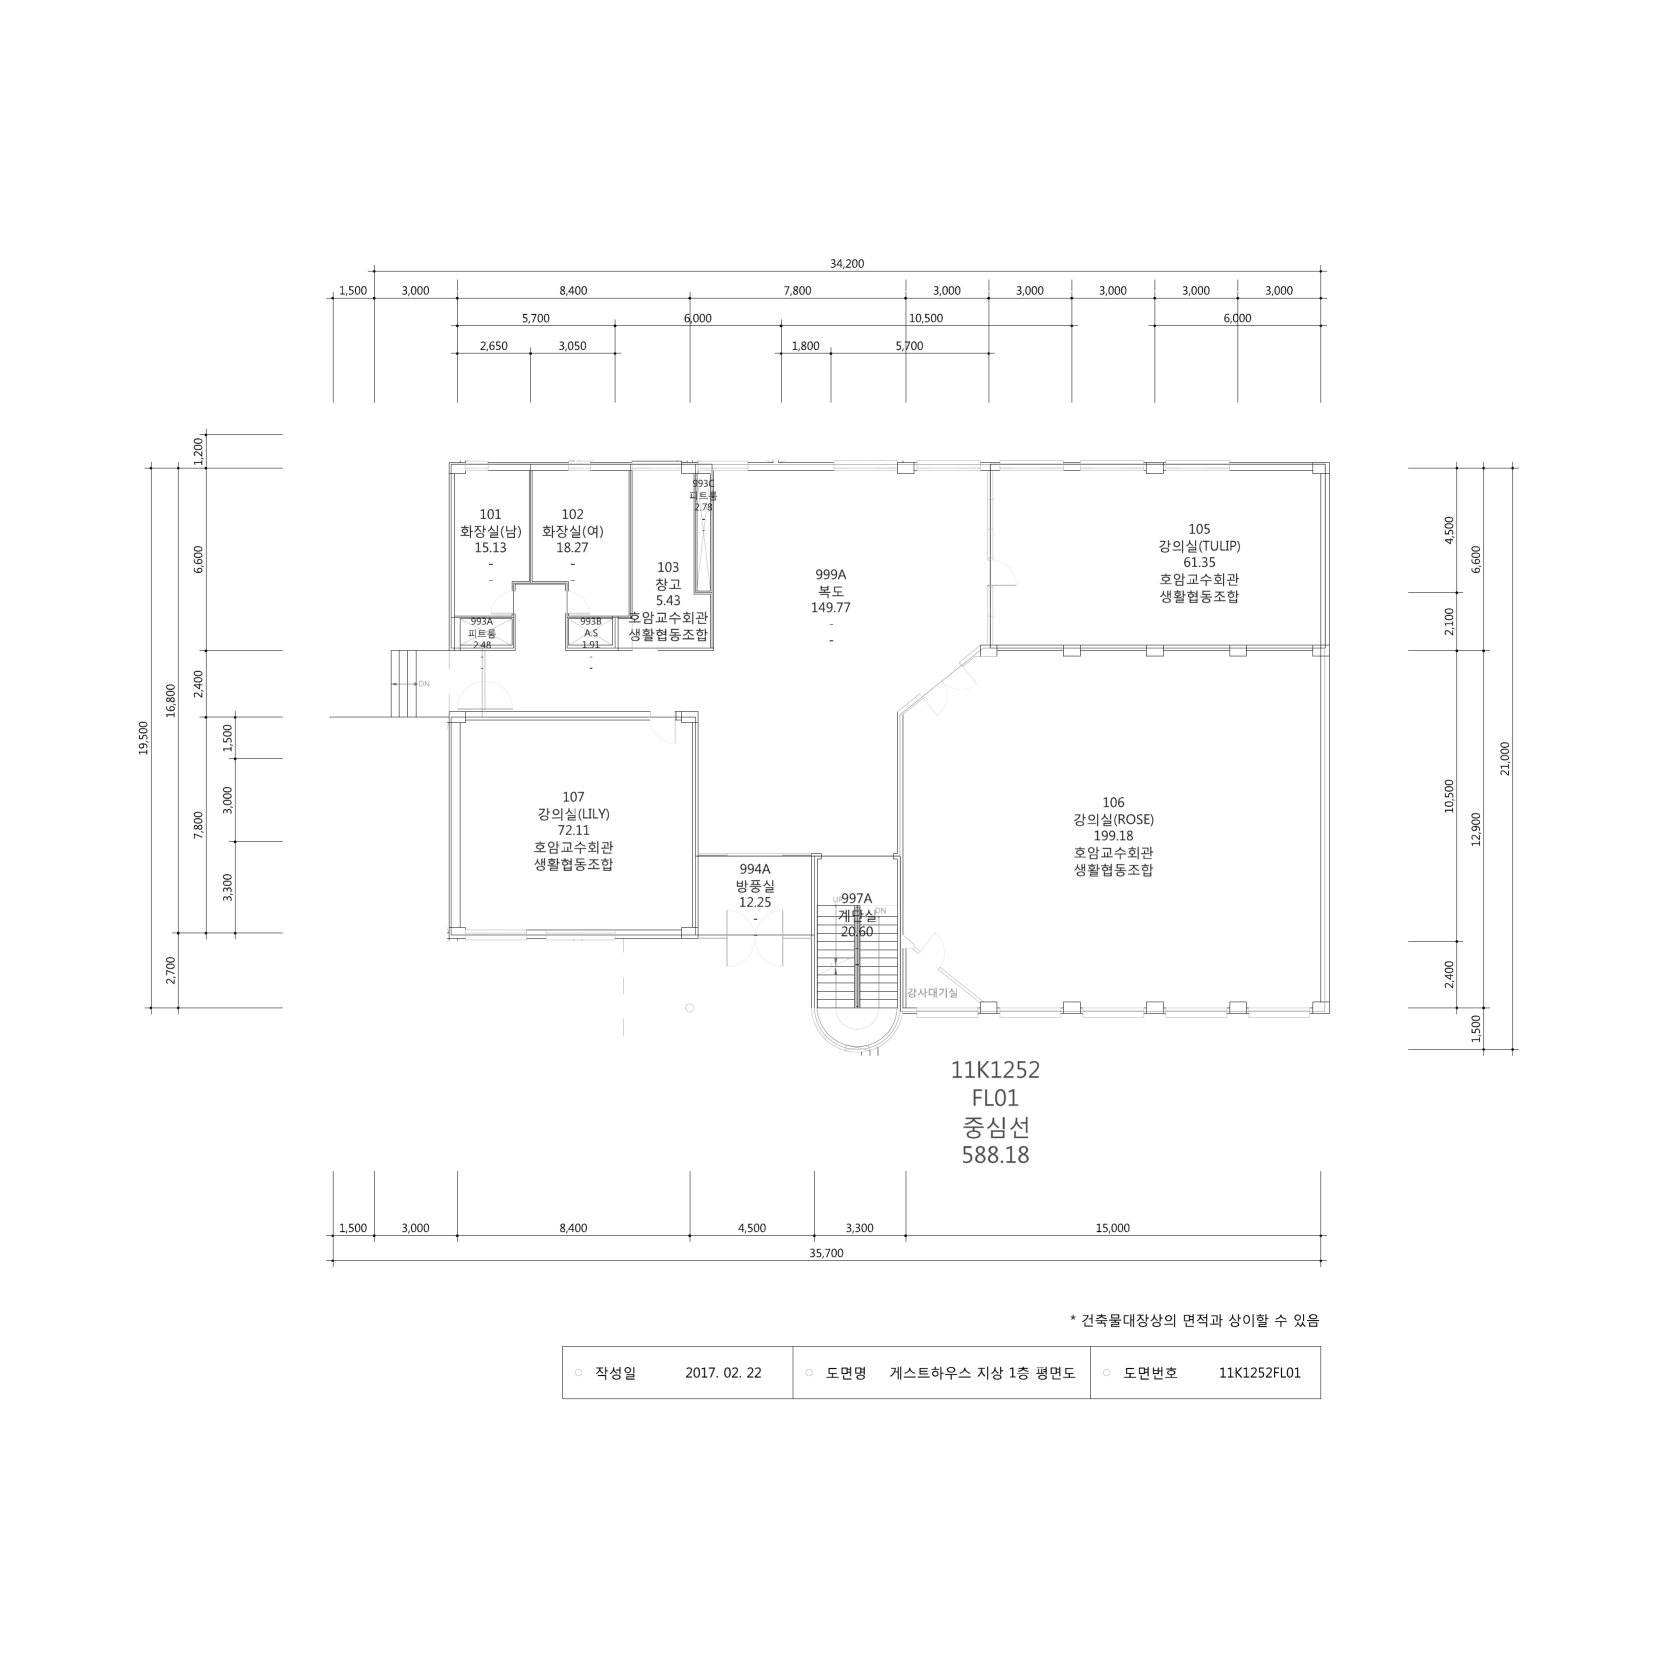 34,200
1,500 3,000 8,400 7,800 3,000 3,000 3,000 3,000 3,000
5,700 6,000 10,500 6,000
2,650 3,050 1,800 5,700
1,200
6,600
2,400
16,800
19,500
1,500
3,000
7,800
3,300
2,700
101
화장실(남)
15.13
-
-
102
화장실(여)
18.27
-
-
993C
피트룸
2.78
-
-
103
창고
5.43
호암교수회관
생활협동조합
999A
복도
149.77
-
-
105
강의실(TULIP)
61.35
호암교수회관
생활협동조합
993A
피트룸
2.48
-
-
993B
A.S
1.91
-
-
DN
107
강의실(LILY)
72.11
호암교수회관
생활협동조합
106
강의실(ROSE)
199.18
호암교수회관
생활협동조합
994A
방풍실
12.25
-
-
997A
계단실
20.60
UP
DN
강사대기실
4,500
6,600
2,100
10,500
12,900
21,000
2,400
1,500
11K1252
FL01
중심선
588.18
1,500 3,000 8,400 4,500 3,300 15,000
35,700
* 건축물대장상의 면적과 상이할 수 있음
작성일 2017. 02. 22 도면명 게스트하우스 지상 1층 평면도 도면번호 11K1252FL01